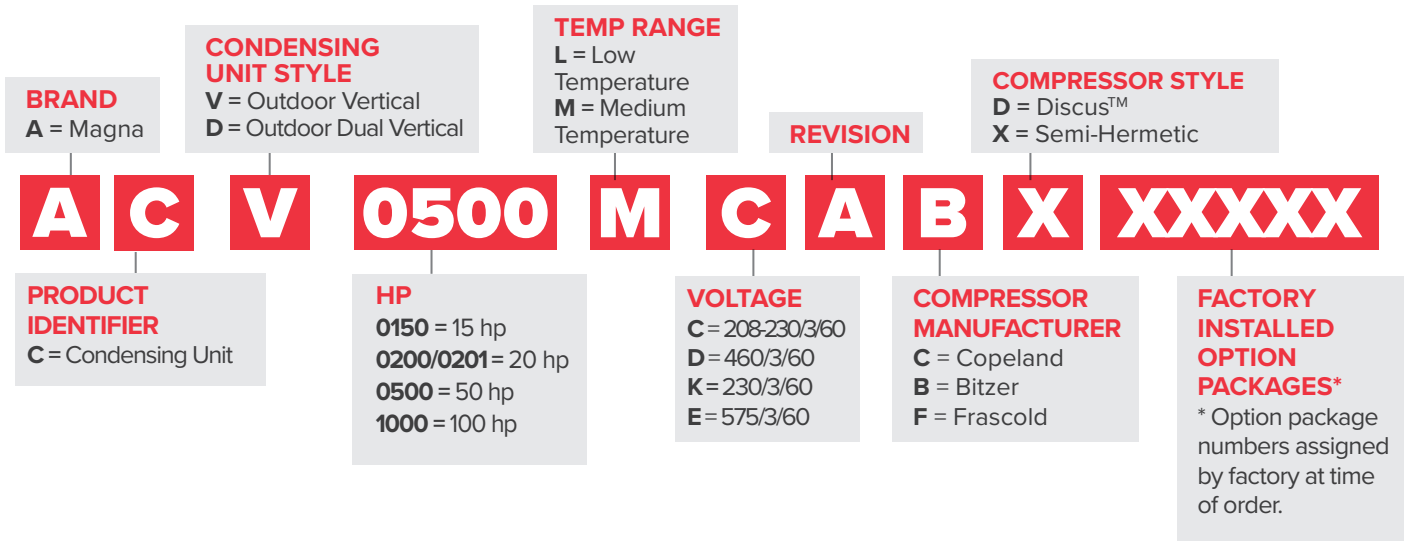 BRAND
A = Magna
CONDENSING
UNIT STYLE
V = Outdoor Vertical
D = Outdoor Dual Vertical
TEMP RANGE
L = Low
Temperature
M = Medium
Temperature
REVISION
COMPRESSOR STYLE
D = Discus™
X = Semi-Hermetic
A C V 0500 M C A B X XXXXX
PRODUCT
IDENTIFIER
C = Condensing Unit
HP
0150 = 15 hp
0200/0201 = 20 hp
0500 = 50 hp
1000 = 100 hp
VOLTAGE
C = 208-230/3/60
D = 460/3/60
K = 230/3/60
E = 575/3/60
COMPRESSOR
MANUFACTURER
C = Copeland
B = Bitzer
F = Frascold
FACTORY
INSTALLED
OPTION
PACKAGES*
* Option package
numbers assigned
by factory at time
of order.